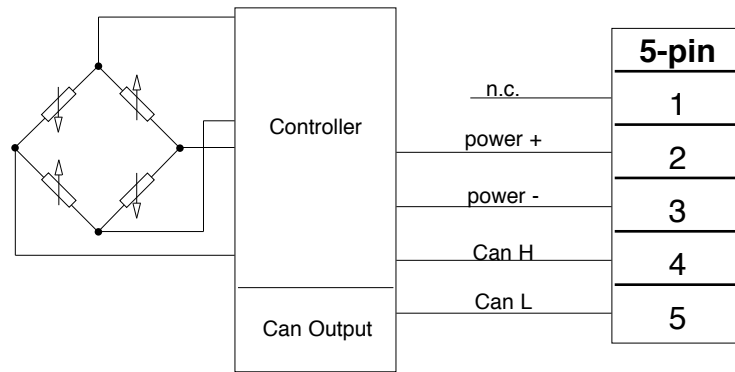 5-pin
n.c.
1
Controller
power +
2
power -
3
Can H
4
Can L
5
Can Output